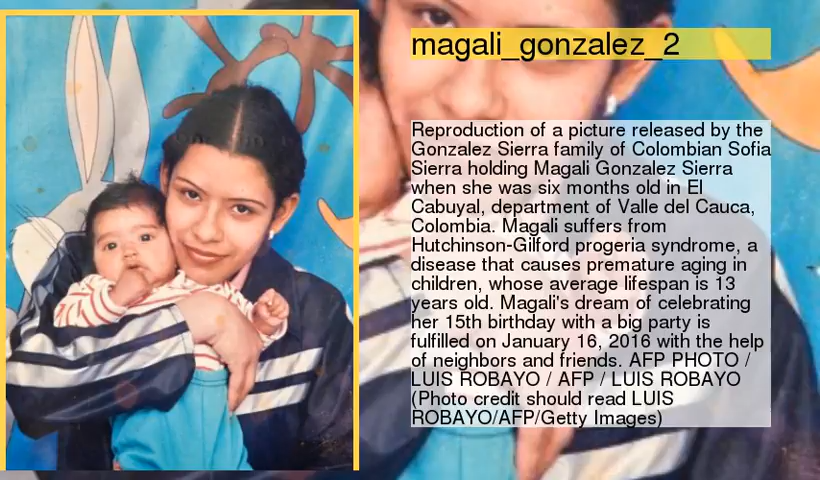 magali_gonzalez_2
Reproduction of a picture released by the
Gonzalez Sierra family of Colombian Sofia
Sierra holding Magali Gonzalez Sierra
when she was six months old in El
Cabuyal, department of Valle del Cauca,
Colombia. Magali suffers from
Hutchinson-Gilford progeria syndrome, a
disease that causes premature aging in
children, whose average lifespan is 13
years old. Magali's dream of celebrating
her 15th birthday with a big party is
fulfilled on January 16, 2016 with the help
of neighbors and friends. AFP PHOTO /
LUIS ROBAYO / AFP / LUIS ROBAYO
(Photo credit should read LUIS
ROBAYO/AFP/Getty Images)